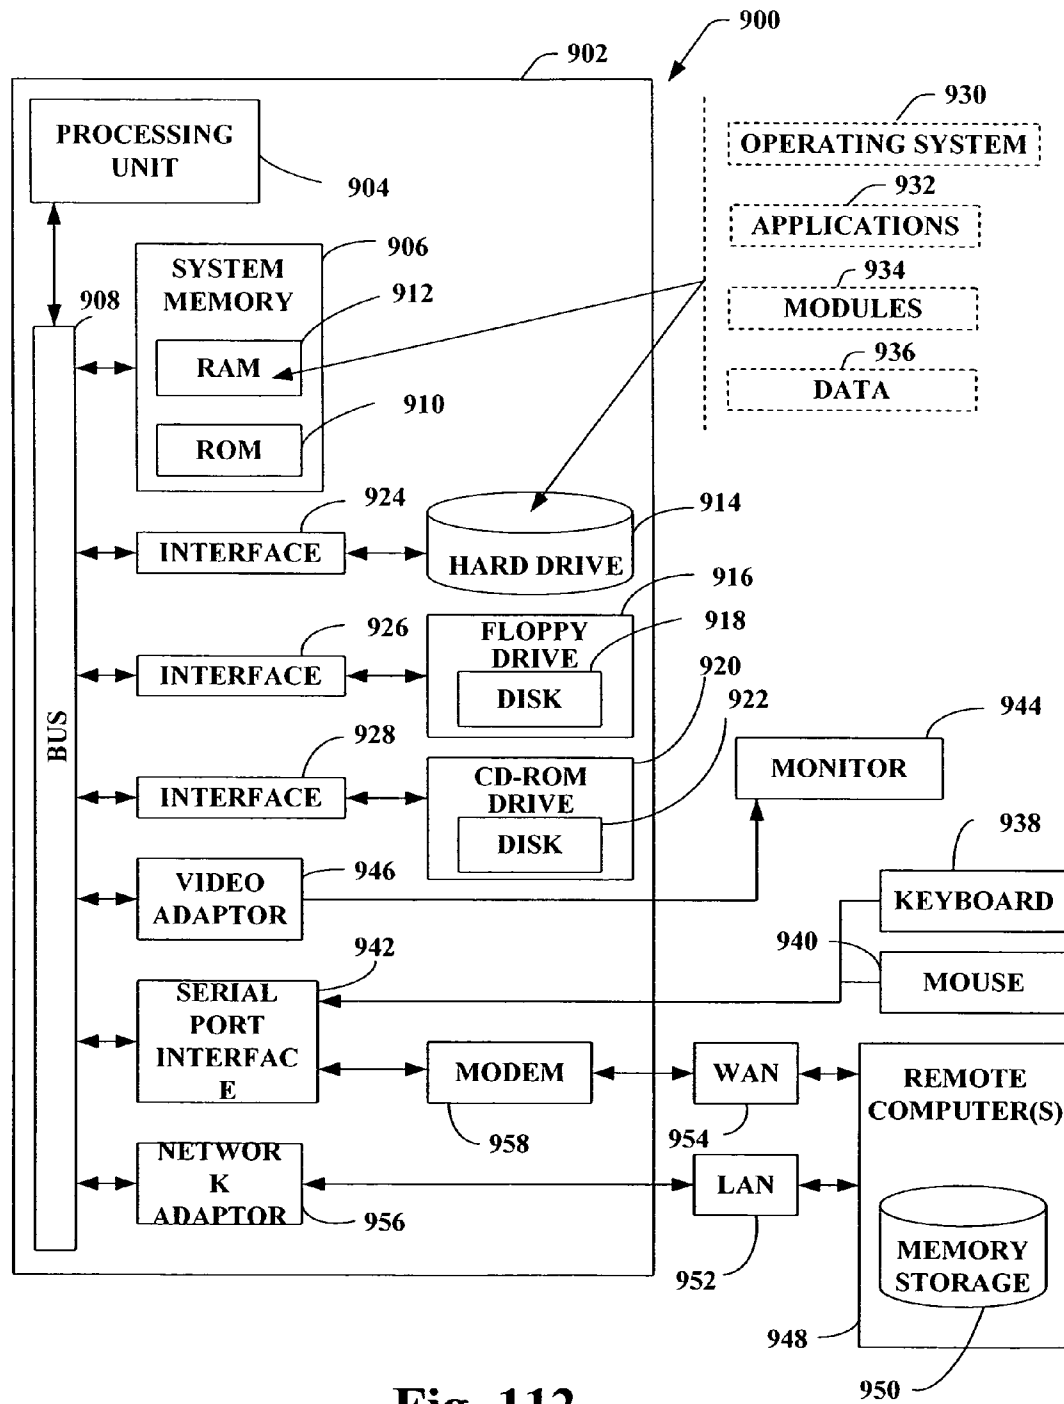 900
902
930
PROCESSING
UNIT
OPERATING SYSTEM
904
932
APPLICATIONS
906
SYSTEM
MEMORY
934
908
912
MODULES
RAM
936
DATA
910
ROM
924
914
INTERFACE
HARD DRIVE
916
926
918
FLOPPY
DRIVE
INTERFACE
DISK
920
922
944
BUS
928
MONITOR
CD-ROM
DRIVE
INTERFACE
DISK
938
946
VIDEO
ADAPTOR
KEYBOARD
940
942
MOUSE
SERIAL
PORT
INTERFAC
E
MODEM
WAN
REMOTE
COMPUTER(S)
958
954
NETWOR
K
ADAPTOR
LAN
956
MEMORY
STORAGE
952
948
950
Fig. 112